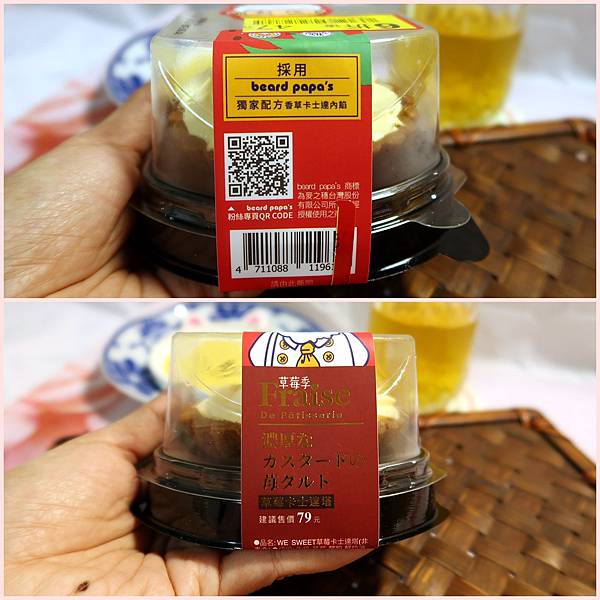 採用
beard papa's
獨家配方香草卡士達內餡
beard papa's 商標
為麥之穗台灣股份
有限公司所
授權使用之
beard papa's
粉絲專頁QR CODE
4 711088 1196
請由此撕開
草莓季
Fraise
De Pâtisserie
濃厚な
カスタードの
苺タルト
草莓卡士達塔
建議售價79元
●品名: WE SWEET草莓卡士達塔(非